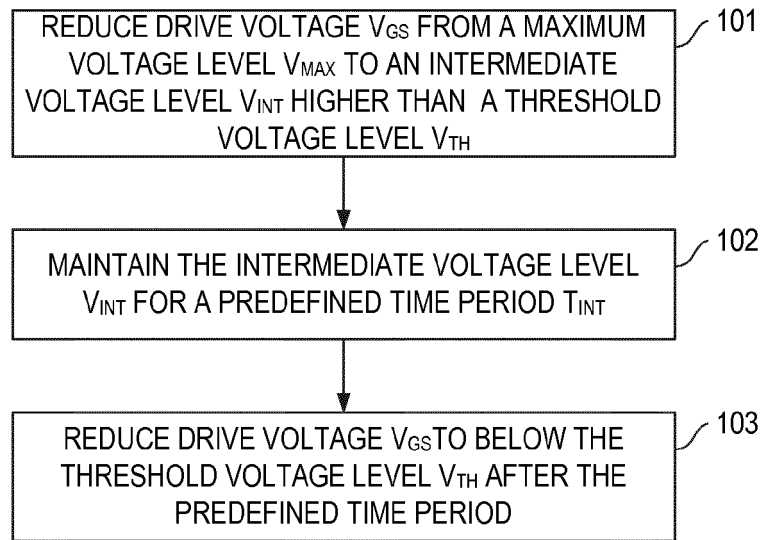 REDUCE DRIVE VOLTAGE VGS FROM A MAXIMUM
VOLTAGE LEVEL VMAX TO AN INTERMEDIATE
VOLTAGE LEVEL VINT HIGHER THAN A THRESHOLD
VOLTAGE LEVEL VTH
101
MAINTAIN THE INTERMEDIATE VOLTAGE LEVEL
VINT FOR A PREDEFINED TIME PERIOD TINT
102
REDUCE DRIVE VOLTAGE VGS TO BELOW THE
THRESHOLD VOLTAGE LEVEL VTH AFTER THE
PREDEFINED TIME PERIOD
103